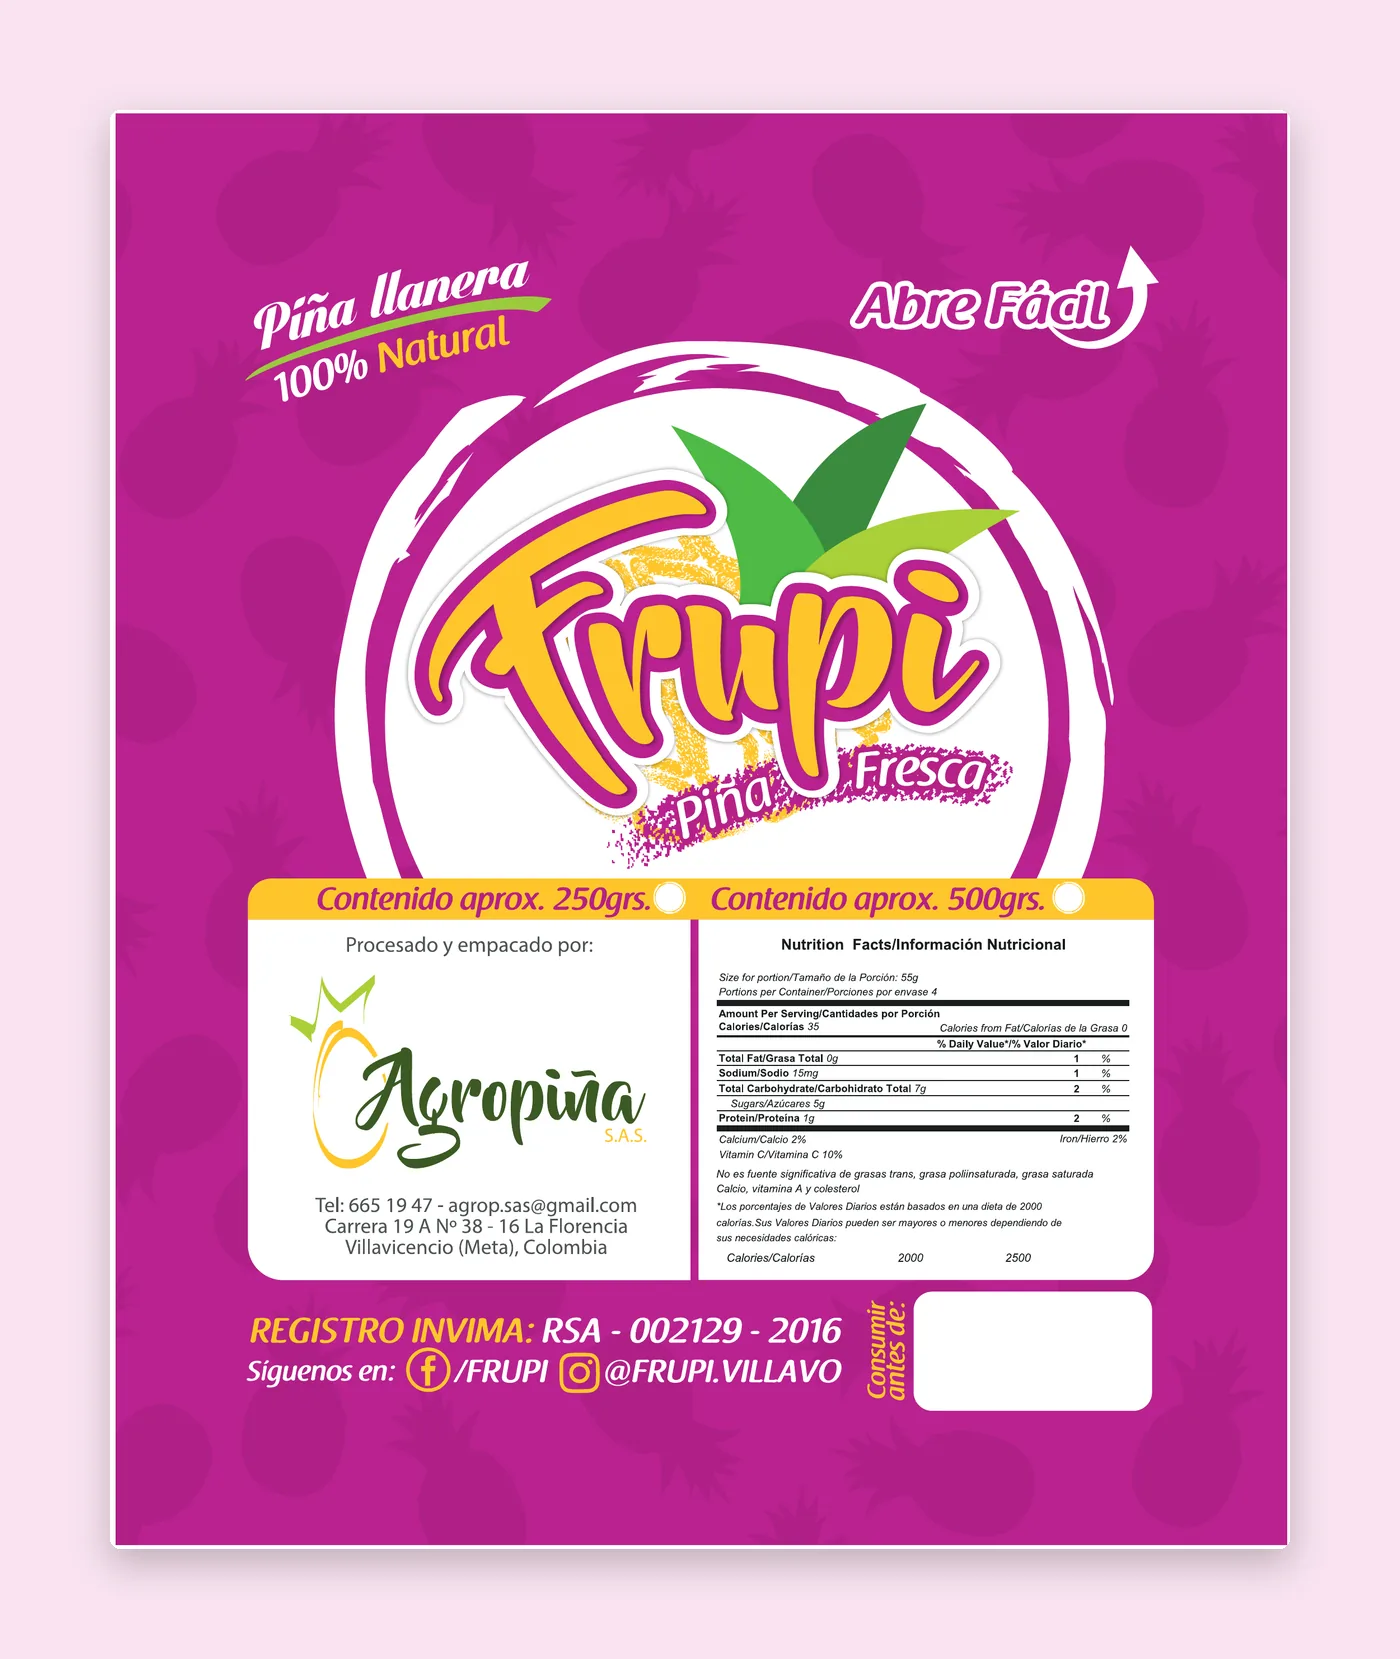 Piña llanera
100% Natural
Abre Fácil
Frupi
Piña Fresca
Contenido aprox. 250grs.
Contenido aprox. 500grs.
Procesado y empacado por:
Agropiña
S.A.S.
Tel: 665 19 47 - agrop.sas@gmail.com
Carrera 19 A Nº 38 - 16 La Florencia
Villavicencio (Meta), Colombia
Nutrition Facts/Información Nutricional
Size for portion/Tamaño de la Porción: 55g
Portions per Container/Porciones por envase 4
Amount Per Serving/Cantidades por Porción
Calories/Calorías 35 Calories from Fat/Calorías de la Grasa 0
% Daily Value*/% Valor Diario*
Total Fat/Grasa Total 0g 1 %
Sodium/Sodio 15mg 1 %
Total Carbohydrate/Carbohidrato Total 7g 2 %
Sugars/Azúcares 5g
Protein/Proteína 1g 2 %
Calcium/Calcio 2% Iron/Hierro 2%
Vitamin C/Vitamina C 10%
No es fuente significativa de grasas trans, grasa poliinsaturada, grasa saturada
Calcio, vitamina A y colesterol
*Los porcentajes de Valores Diarios están basados en una dieta de 2000
calorías.Sus Valores Diarios pueden ser mayores o menores dependiendo de
sus necesidades calóricas:
Calories/Calorías 2000 2500
REGISTRO INVIMA: RSA - 002129 - 2016
Síguenos en: /FRUPI @FRUPI.VILLAVO
Consumir
antes de: